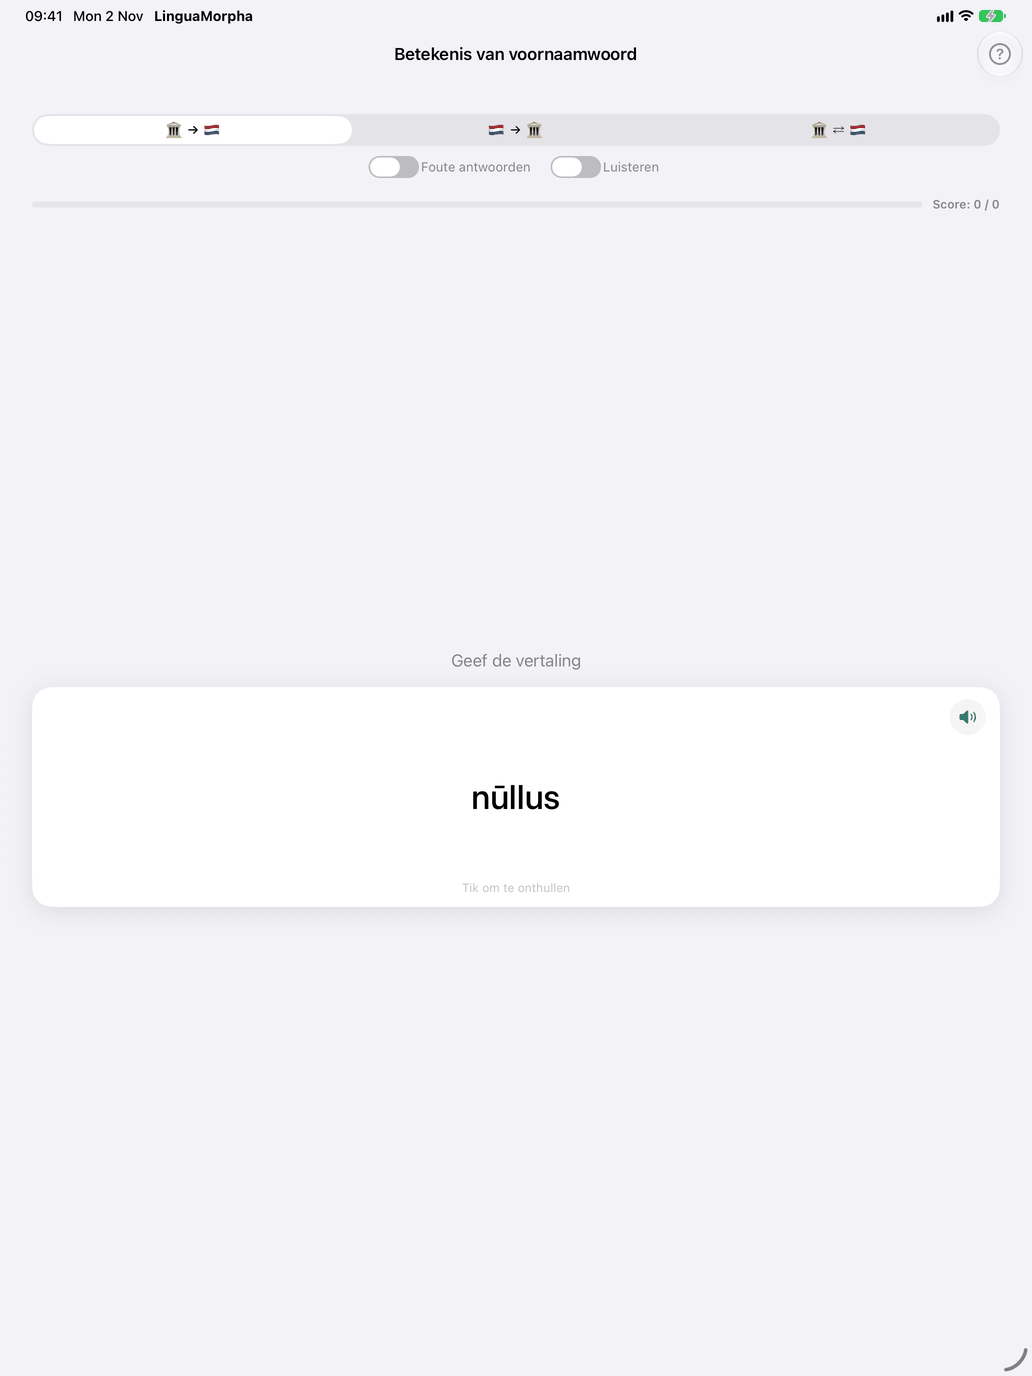 09:41 Mon 2 Nov LinguaMorpha
Betekenis van voornaamwoord
?
Foute antwoorden Luisteren
Score: 0 / 0
Geef de vertaling
nūllus
Tik om te onthullen